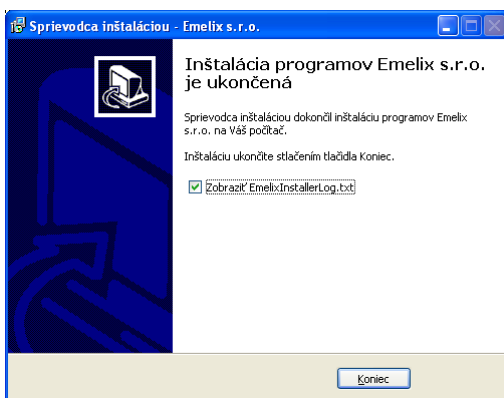 Sprievodca inštaláciou - Emelix s.r.o.
Inštalácia programov Emelix s.r.o.
je ukončená
Sprievodca inštaláciou dokončil inštaláciu programov Emelix
s.r.o. na Váš počítač.
Inštaláciu ukončite stlačením tlačidla Koniec.
Zobraziť EmelixInstallerLog.txt
Koniec